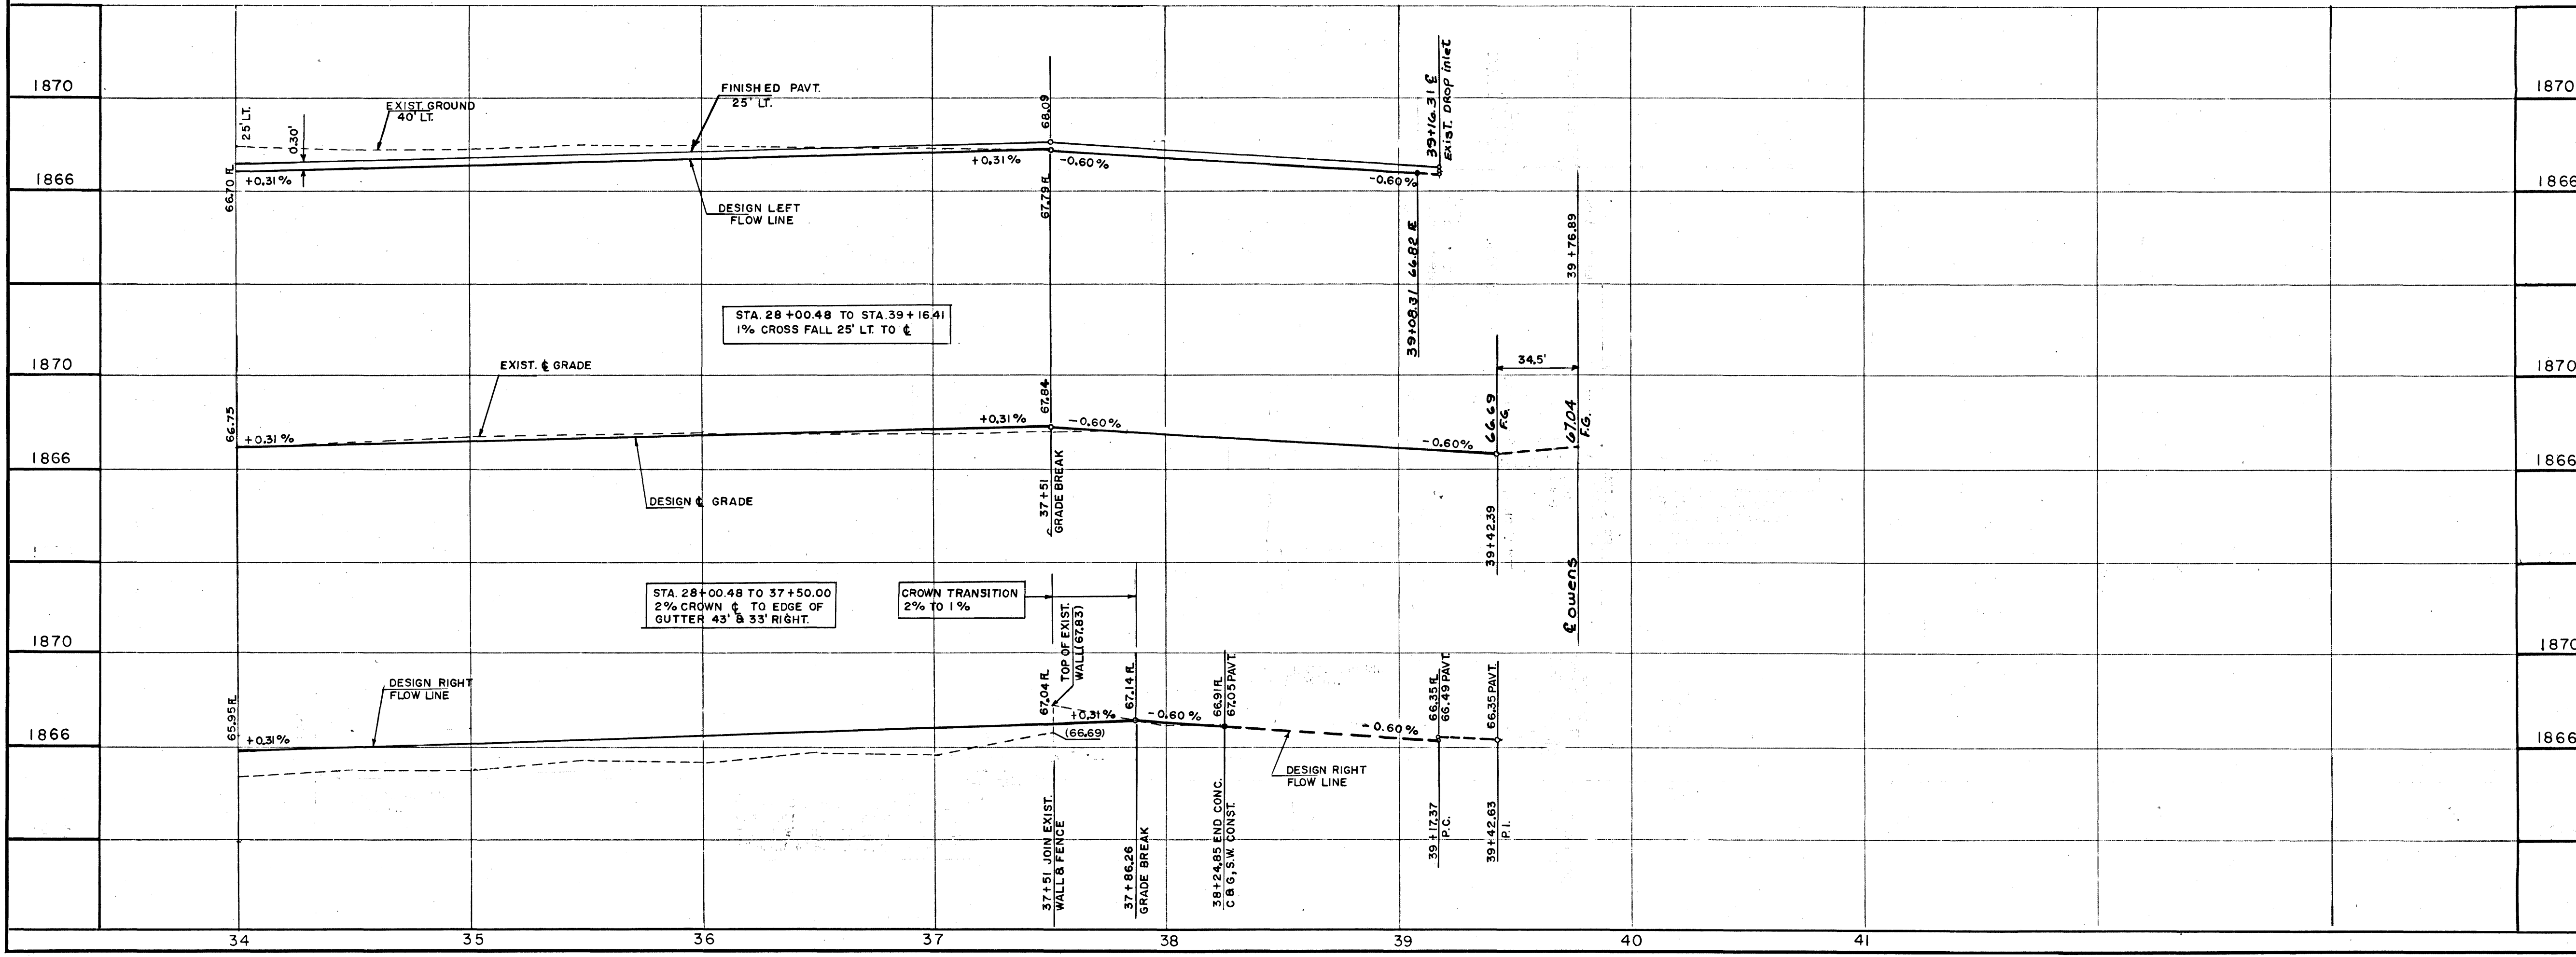 1870
1866
1870
1866
1870
1866
25' LT.
EXIST. GROUND
40' LT.
0.30'
66.70 FL
+0.31%
FINISHED PAVT.
25' LT.
DESIGN LEFT
FLOW LINE
+0.31%
68.09
67.79 FL
-0.60%
-0.60%
39+08.31 66.82 FL
39+16.31 ℄
EXIST. DROP inlet
39+76.89
STA. 28+00.48 TO STA. 39+16.41
1% CROSS FALL 25' LT. TO ℄
66.75
+0.31%
EXIST. ℄ GRADE
DESIGN ℄ GRADE
+0.31%
67.84
-0.60%
37+51
GRADE BREAK
-0.60%
66.69
F.G.
34.5'
67.04
F.G.
39+42.39
℄ Owens
STA. 28+00.48 TO 37+50.00
2% CROWN ℄ TO EDGE OF
GUTTER 43' & 33' RIGHT.
CROWN TRANSITION
2% TO 1%
65.95 FL
+0.31%
DESIGN RIGHT
FLOW LINE
67.04 FL
TOP OF EXIST.
WALL (67.83)
+0.31%
(66.69)
67.14 FL
-0.60%
66.91 FL
67.05 PAVT.
DESIGN RIGHT
FLOW LINE
-0.60%
66.35 FL
66.49 PAVT.
66.35 PAVT.
37+51 JOIN EXIST.
WALL & FENCE
37+86.26
GRADE BREAK
38+24.85 END CONC.
C & G, S.W. CONST.
39+17.37
P.C.
39+42.63
P.I.
1870
1866
1870
1866
1870
1866
34 35 36 37 38 39 40 41